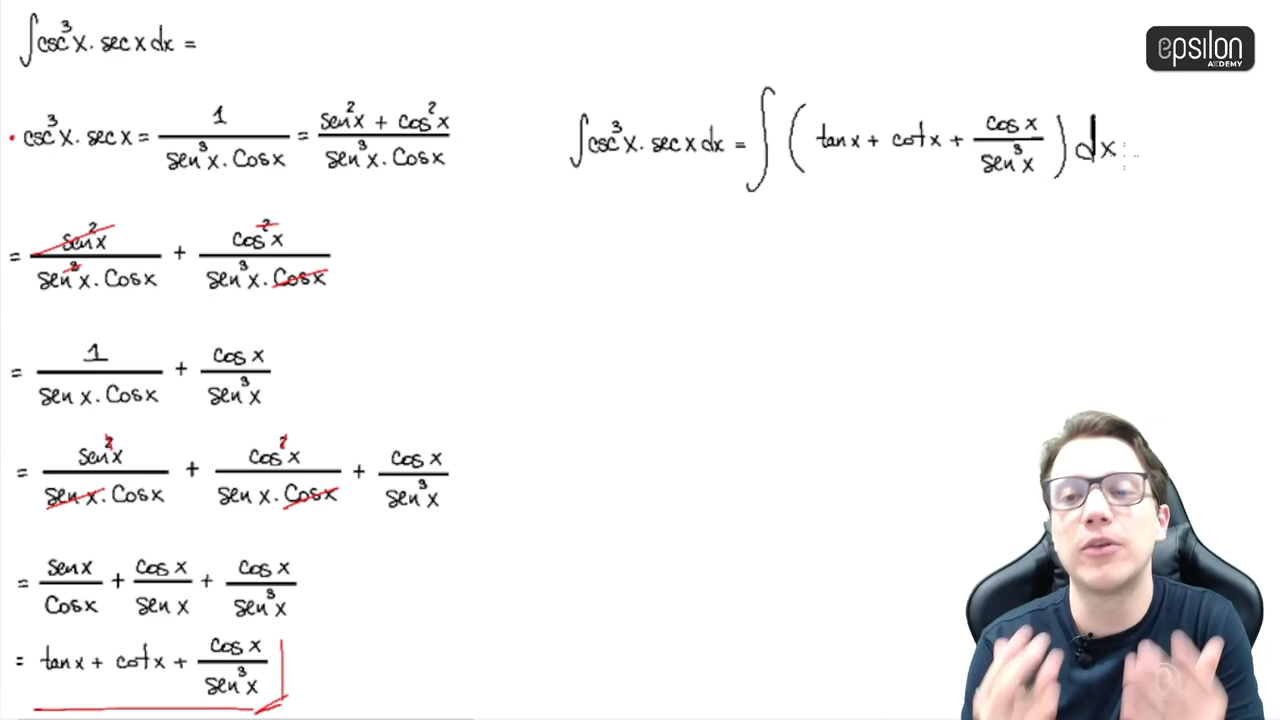 ∫csc³x . sec x dx =
• csc³x . sec x = 1/(sen³x . Cos x) = (sen²x + cos²x)/(sen³x . Cos x)
= sen²x/(sen³x . Cos x) + cos²x/(sen³x . Cos x)
= 1/(sen x . Cos x) + cos x/sen³x
= sen²x/(sen x . Cos x) + cos²x/(sen x . Cos x) + cos x/sen³x
= sen x/Cos x + cos x/sen x + cos x/sen³x
= tan x + cot x + cos x/sen³x
∫csc³x . sec x dx = ∫(tan x + cot x + cos x/sen³x) dx
epsilon
AKDEMY